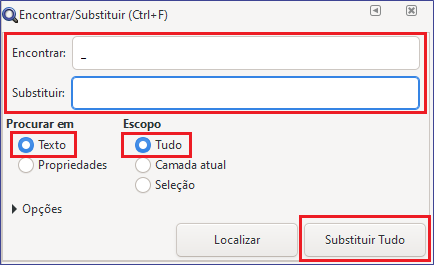 Encontrar/Substituir (Ctrl+F)
Encontrar: _
Substituir:
Procurar em Escopo
Texto Tudo
Propriedades Camada atual
Seleção
Opções
Localizar Substituir Tudo